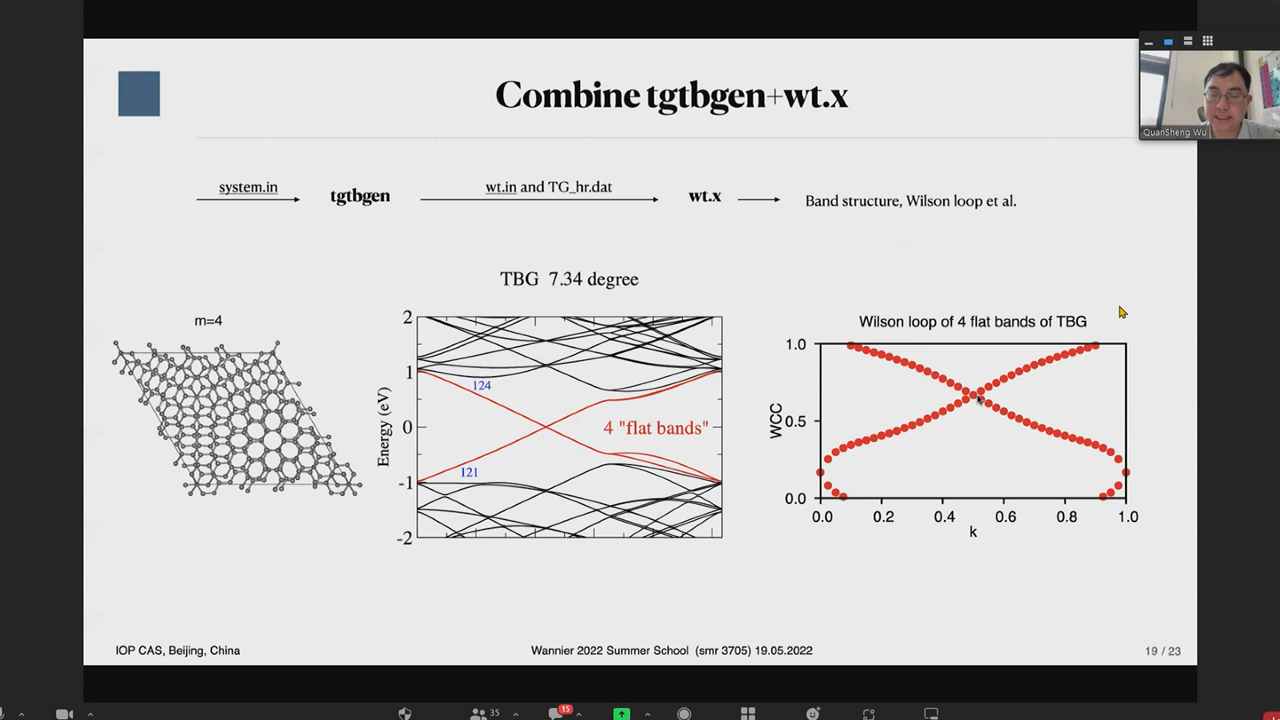 Combine tgtbgen+wt.x
QuanSheng Wu
system.in
tgtbgen
wt.in and TG_hr.dat
wt.x
Band structure, Wilson loop et al.
TBG 7.34 degree
m=4
Energy (eV)
2
1
0
-1
-2
124
4 "flat bands"
121
Wilson loop of 4 flat bands of TBG
WCC
1.0
0.5
0.0
0.0 0.2 0.4 0.6 0.8 1.0
k
IOP CAS, Beijing, China
Wannier 2022 Summer School (smr 3705) 19.05.2022
19 / 23
35
15